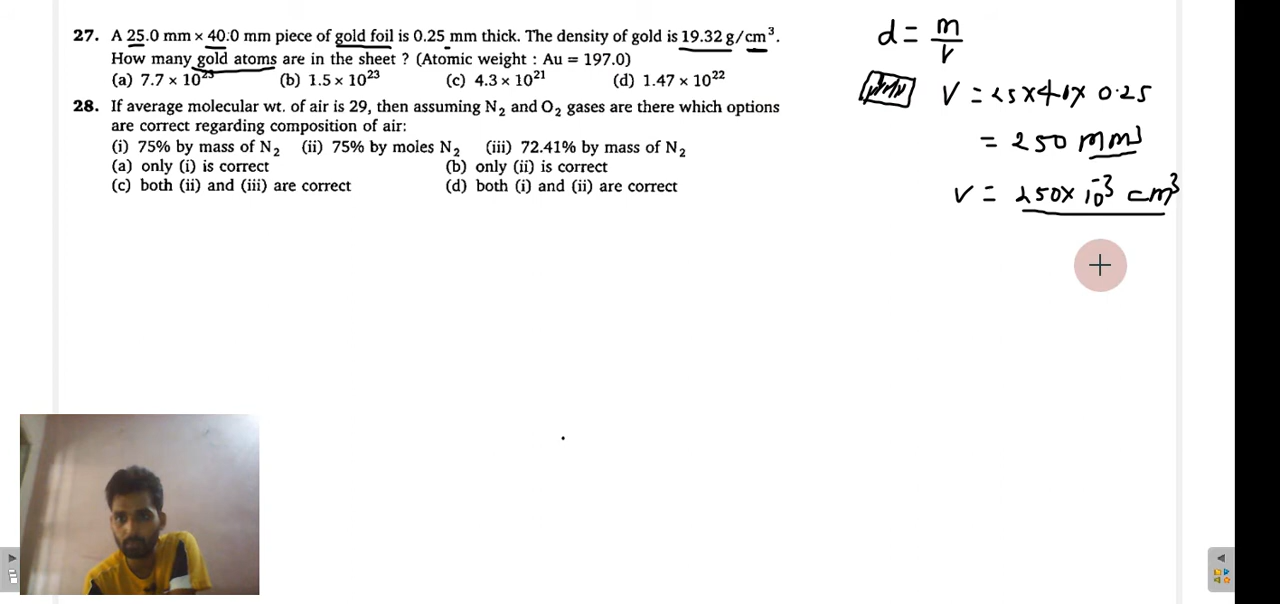 27. A 25.0 mm × 40.0 mm piece of gold foil is 0.25 mm thick. The density of gold is 19.32 g/cm³.
How many gold atoms are in the sheet ? (Atomic weight : Au = 197.0)
(a) 7.7 × 10²³ (b) 1.5 × 10²³ (c) 4.3 × 10²¹ (d) 1.47 × 10²²
28. If average molecular wt. of air is 29, then assuming N₂ and O₂ gases are there which options
are correct regarding composition of air:
(i) 75% by mass of N₂ (ii) 75% by moles N₂ (iii) 72.41% by mass of N₂
(a) only (i) is correct (b) only (ii) is correct
(c) both (ii) and (iii) are correct (d) both (i) and (ii) are correct
d = m/v
V = 25 × 40 × 0.25
= 250 mm³
V = 250 × 10⁻³ cm³